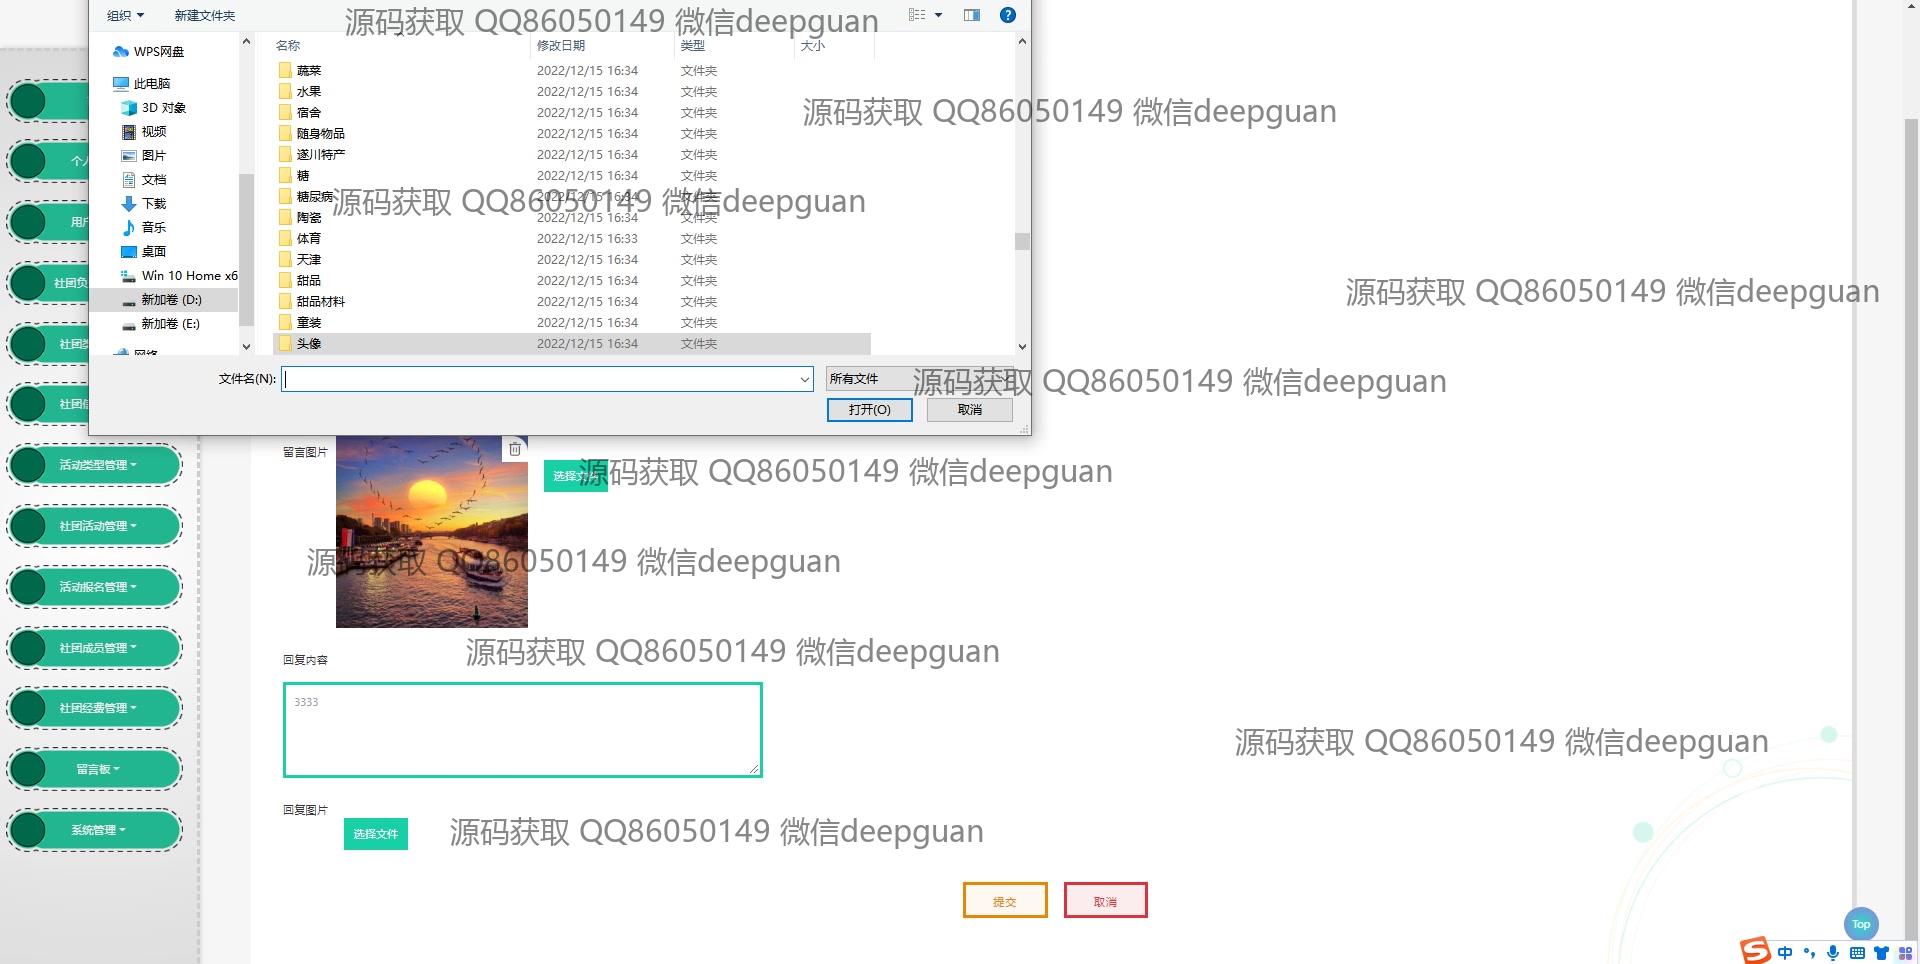 组织
新建文件夹
源码获取 QQ86050149 微信deepguan
名称 修改日期 类型 大小
WPS网盘
此电脑
3D 对象
视频
图片
文档
下载
音乐
桌面
Win 10 Home x6
新加卷 (D:)
新加卷 (E:)
网络
蔬菜 2022/12/15 16:34 文件夹
水果 2022/12/15 16:34 文件夹
源码获取 QQ86050149 微信deepguan
宿舍 2022/12/15 16:34 文件夹
随身物品 2022/12/15 16:34 文件夹
遂川特产 2022/12/15 16:34 文件夹
糖 2022/12/15 16:34 文件夹
糖尿病 2022/12/15 16:34 文件夹
源码获取 QQ86050149 微信deepguan
陶瓷 2022/12/15 16:34 文件夹
体育 2022/12/15 16:33 文件夹
天津 2022/12/15 16:34 文件夹
甜品 2022/12/15 16:34 文件夹
源码获取 QQ86050149 微信deepguan
甜品材料 2022/12/15 16:34 文件夹
童装 2022/12/15 16:34 文件夹
头像 2022/12/15 16:34 文件夹
文件名(N):
所有文件
源码获取 QQ86050149 微信deepguan
打开(O)
取消
个人
用户
社团负
社团类
社团信
活动类型管理
社团活动管理
活动报名管理
社团成员管理
社团经费管理
留言板
系统管理
留言图片
选择文件
源码获取 QQ86050149 微信deepguan
源码获取 QQ86050149 微信deepguan
源码获取 QQ86050149 微信deepguan
回复内容
3333
源码获取 QQ86050149 微信deepguan
回复图片
选择文件
源码获取 QQ86050149 微信deepguan
提交
取消
Top
中